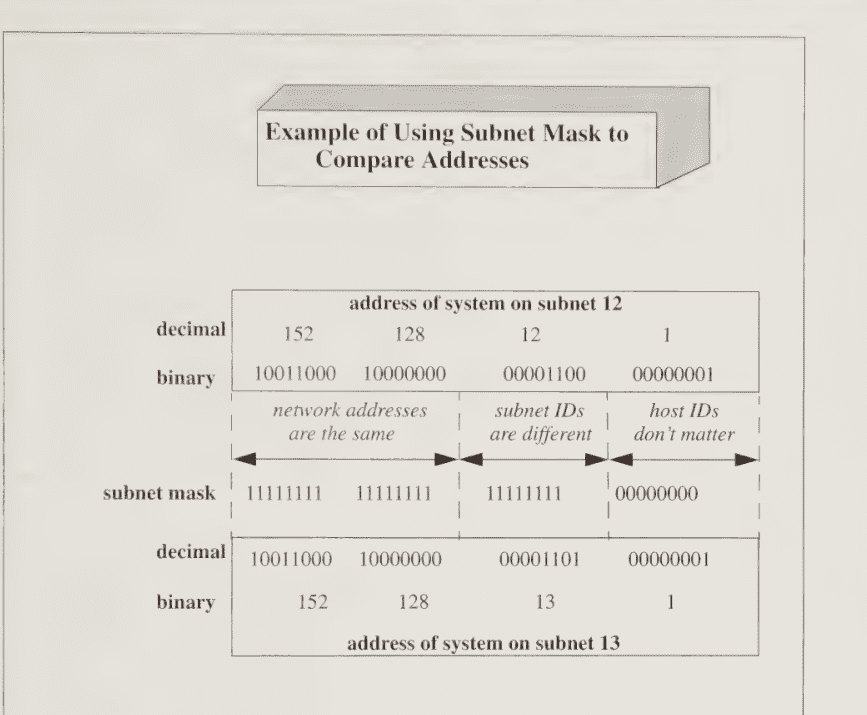 Example of Using Subnet Mask to
Compare Addresses
address of system on subnet 12
decimal 152 128 12 1
binary 10011000 10000000 00001100 00000001
network addresses subnet IDs host IDs
are the same are different don't matter
subnet mask 11111111 11111111 11111111 00000000
decimal 10011000 10000000 00001101 00000001
binary 152 128 13 1
address of system on subnet 13